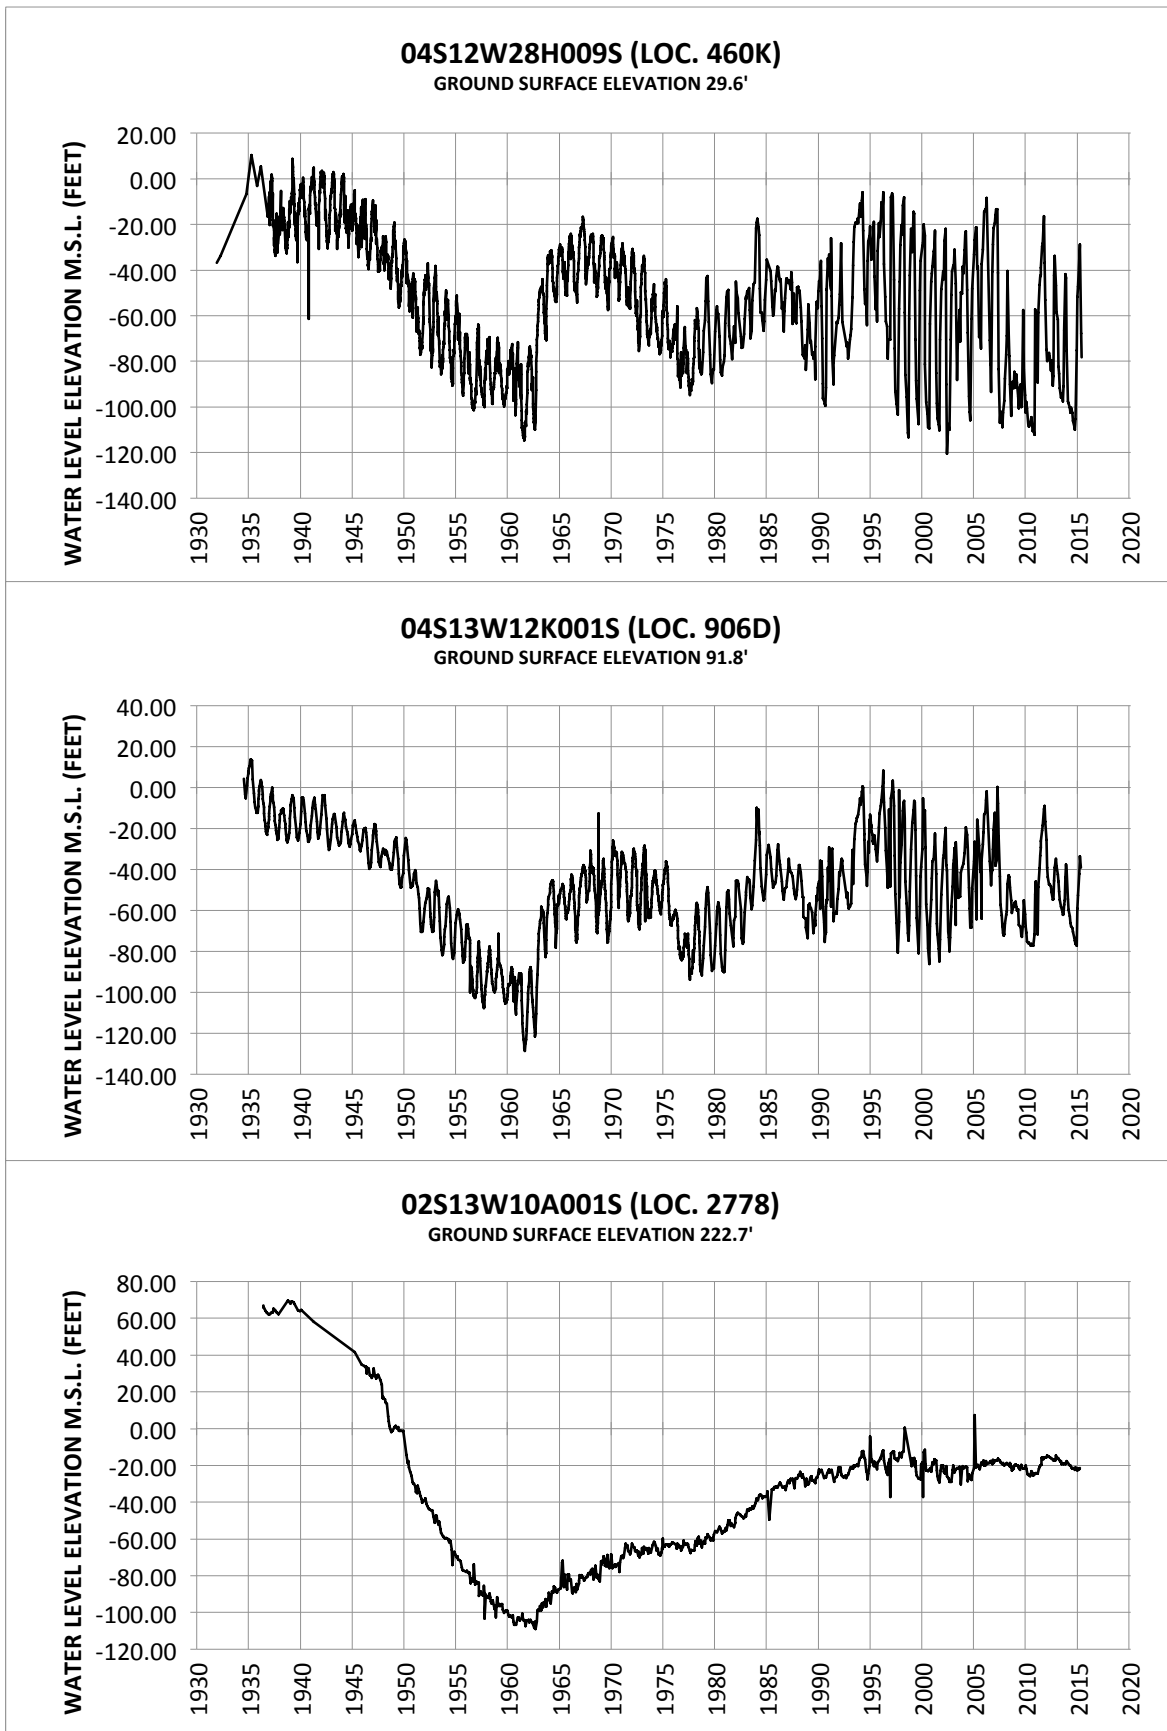 04S12W28H009S (LOC. 460K)
GROUND SURFACE ELEVATION 29.6'
WATER LEVEL ELEVATION M.S.L. (FEET)
20.00
0.00
-20.00
-40.00
-60.00
-80.00
-100.00
-120.00
-140.00
1930 1935 1940 1945 1950 1955 1960 1965 1970 1975 1980 1985 1990 1995 2000 2005 2010 2015 2020
04S13W12K001S (LOC. 906D)
GROUND SURFACE ELEVATION 91.8'
WATER LEVEL ELEVATION M.S.L. (FEET)
40.00
20.00
0.00
-20.00
-40.00
-60.00
-80.00
-100.00
-120.00
-140.00
1930 1935 1940 1945 1950 1955 1960 1965 1970 1975 1980 1985 1990 1995 2000 2005 2010 2015 2020
02S13W10A001S (LOC. 2778)
GROUND SURFACE ELEVATION 222.7'
WATER LEVEL ELEVATION M.S.L. (FEET)
80.00
60.00
40.00
20.00
0.00
-20.00
-40.00
-60.00
-80.00
-100.00
-120.00
1930 1935 1940 1945 1950 1955 1960 1965 1970 1975 1980 1985 1990 1995 2000 2005 2010 2015 2020